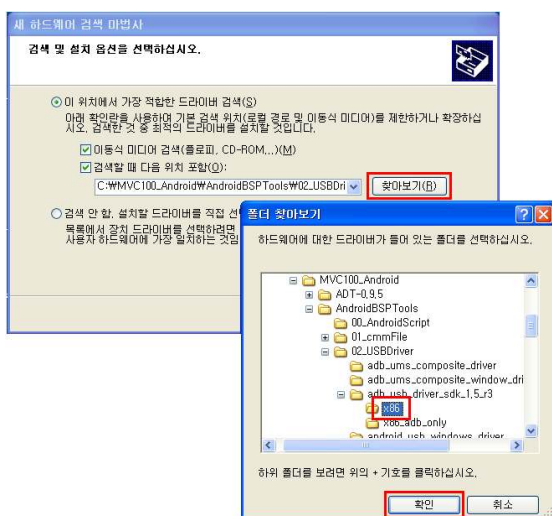 새 하드웨어 검색 마법사
검색 및 설치 옵션을 선택하십시오.
이 위치에서 가장 적합한 드라이버 검색(S)
아래 확인란을 사용하여 기본 검색 위치(로컬 경로 및 이동식 미디어)를 제한하거나 확장하십
시오. 검색한 것 중 최적의 드라이버를 설치할 것입니다.
이동식 미디어 검색(플로피, CD-ROM...)(M)
검색할 때 다음 위치 포함(O):
C:₩MVC100_Android₩AndroidBSPTools₩02_USBDri
찾아보기(R)
검색 안 함. 설치할 드라이버를 직접 선
목록에서 장치 드라이버를 선택하려면
사용자 하드웨어에 가장 일치하는 것임
폴더 찾아보기
하드웨어에 대한 드라이버가 들어 있는 폴더를 선택하십시오.
MVC100_Android
ADT-0.9.5
AndroidBSPTools
00_AndroidScript
01_cmmFile
02_USBDriver
adb_ums_composite_driver
adb_ums_composite_window_dri
adb_usb_driver_sdk_1.5_r3
x86
x86_adb_only
android_usb_windows_driver
하위 폴더를 보려면 위의 + 기호를 클릭하십시오.
확인
취소